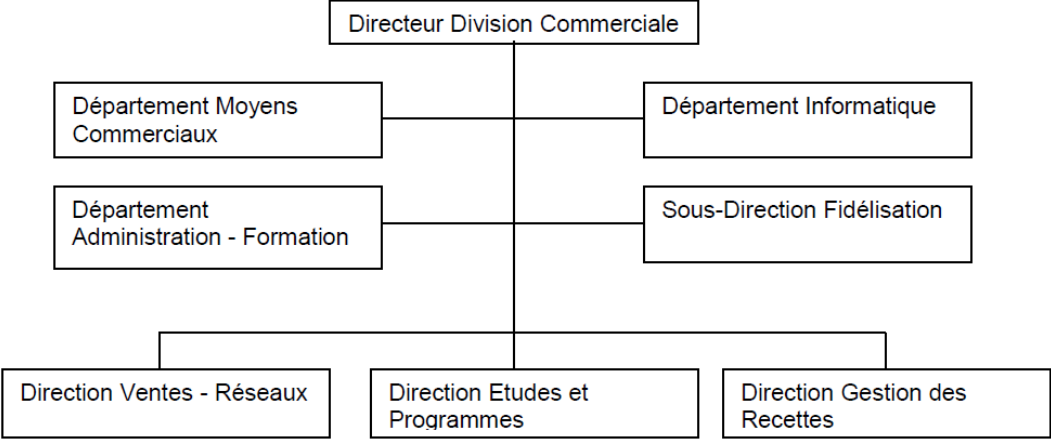 Directeur Division Commerciale
Département Moyens
Commerciaux
Département Informatique
Département
Administration - Formation
Sous-Direction Fidélisation
Direction Ventes - Réseaux
Direction Etudes et
Programmes
Direction Gestion des
Recettes